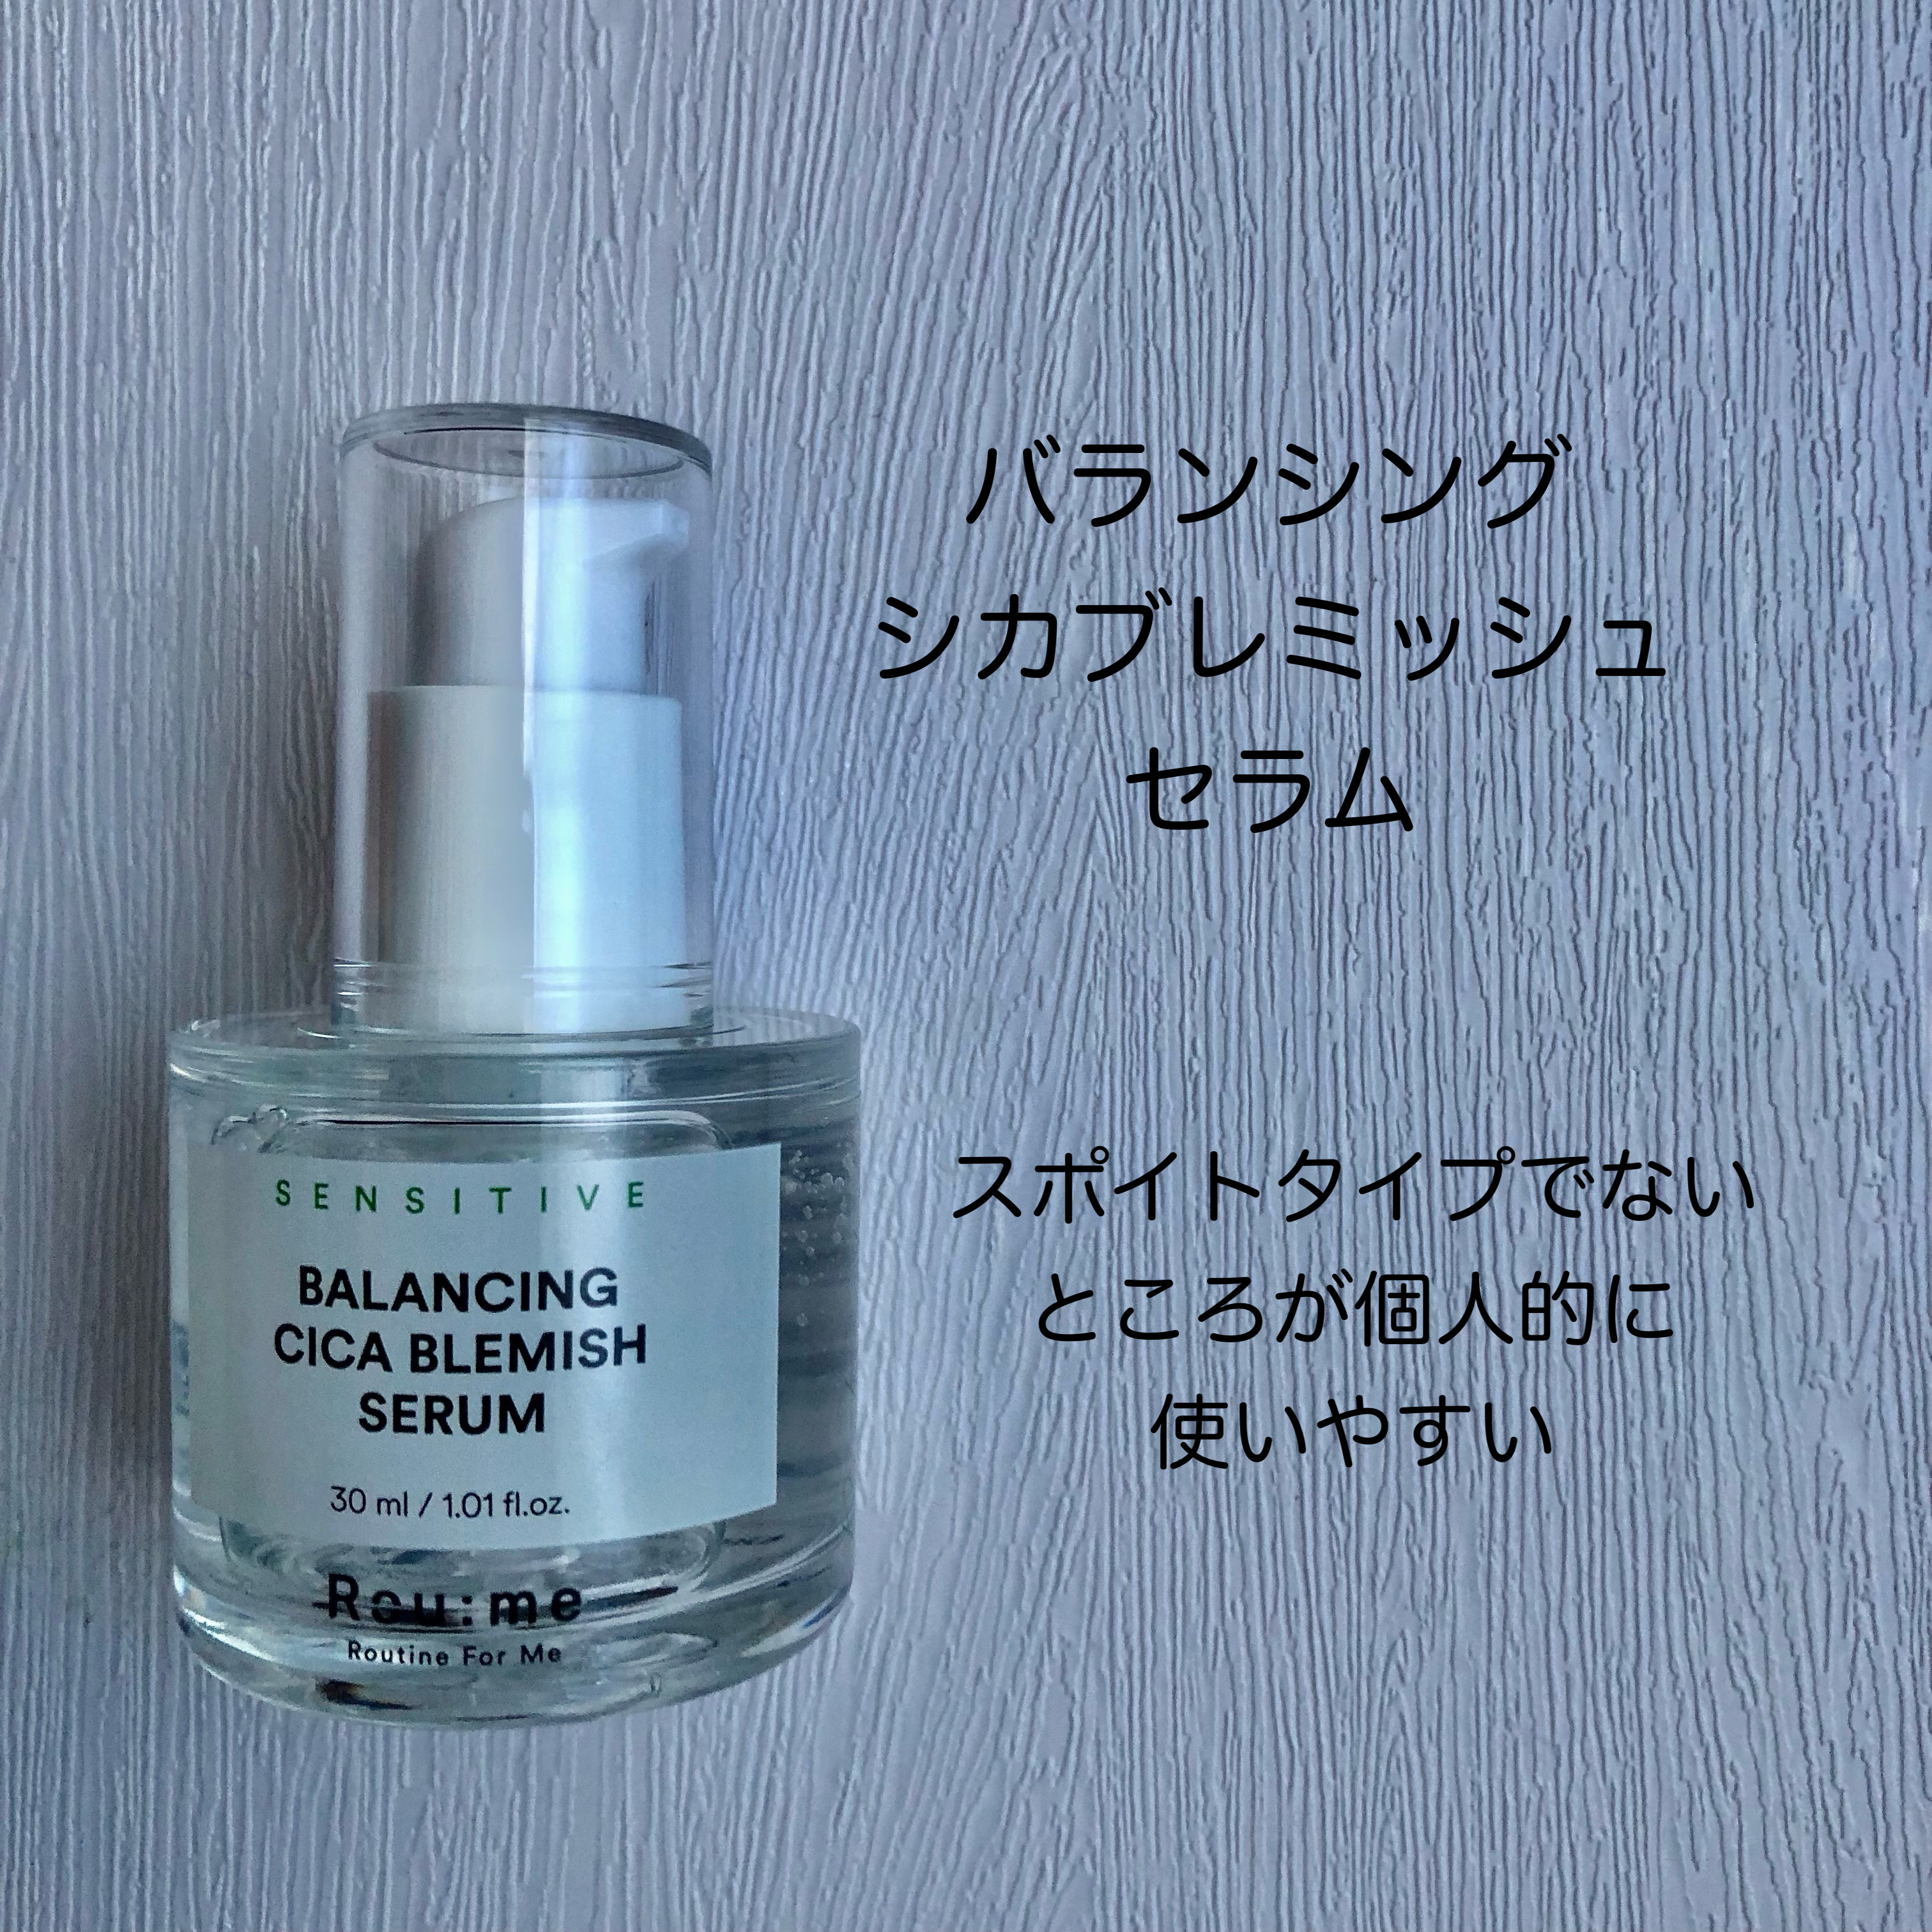 バランシング
シカブレミッシュ
セラム
スポイトタイプでない
ところが個人的に
使いやすい
SENSITIVE
BALANCING
CICA BLEMISH
SERUM
30 ml / 1.01 fl.oz.
Rou:me
Routine For Me